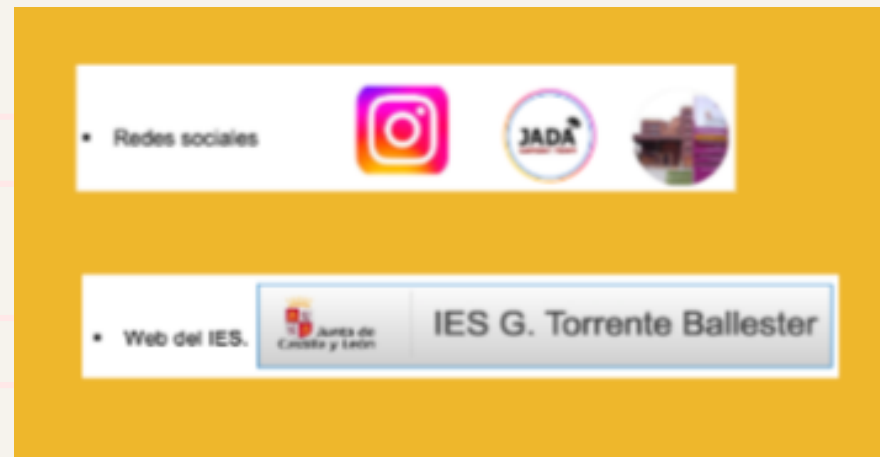 • Redes sociales
JADA
• Web del IES.
Junta de
Castilla y León
IES G. Torrente Ballester